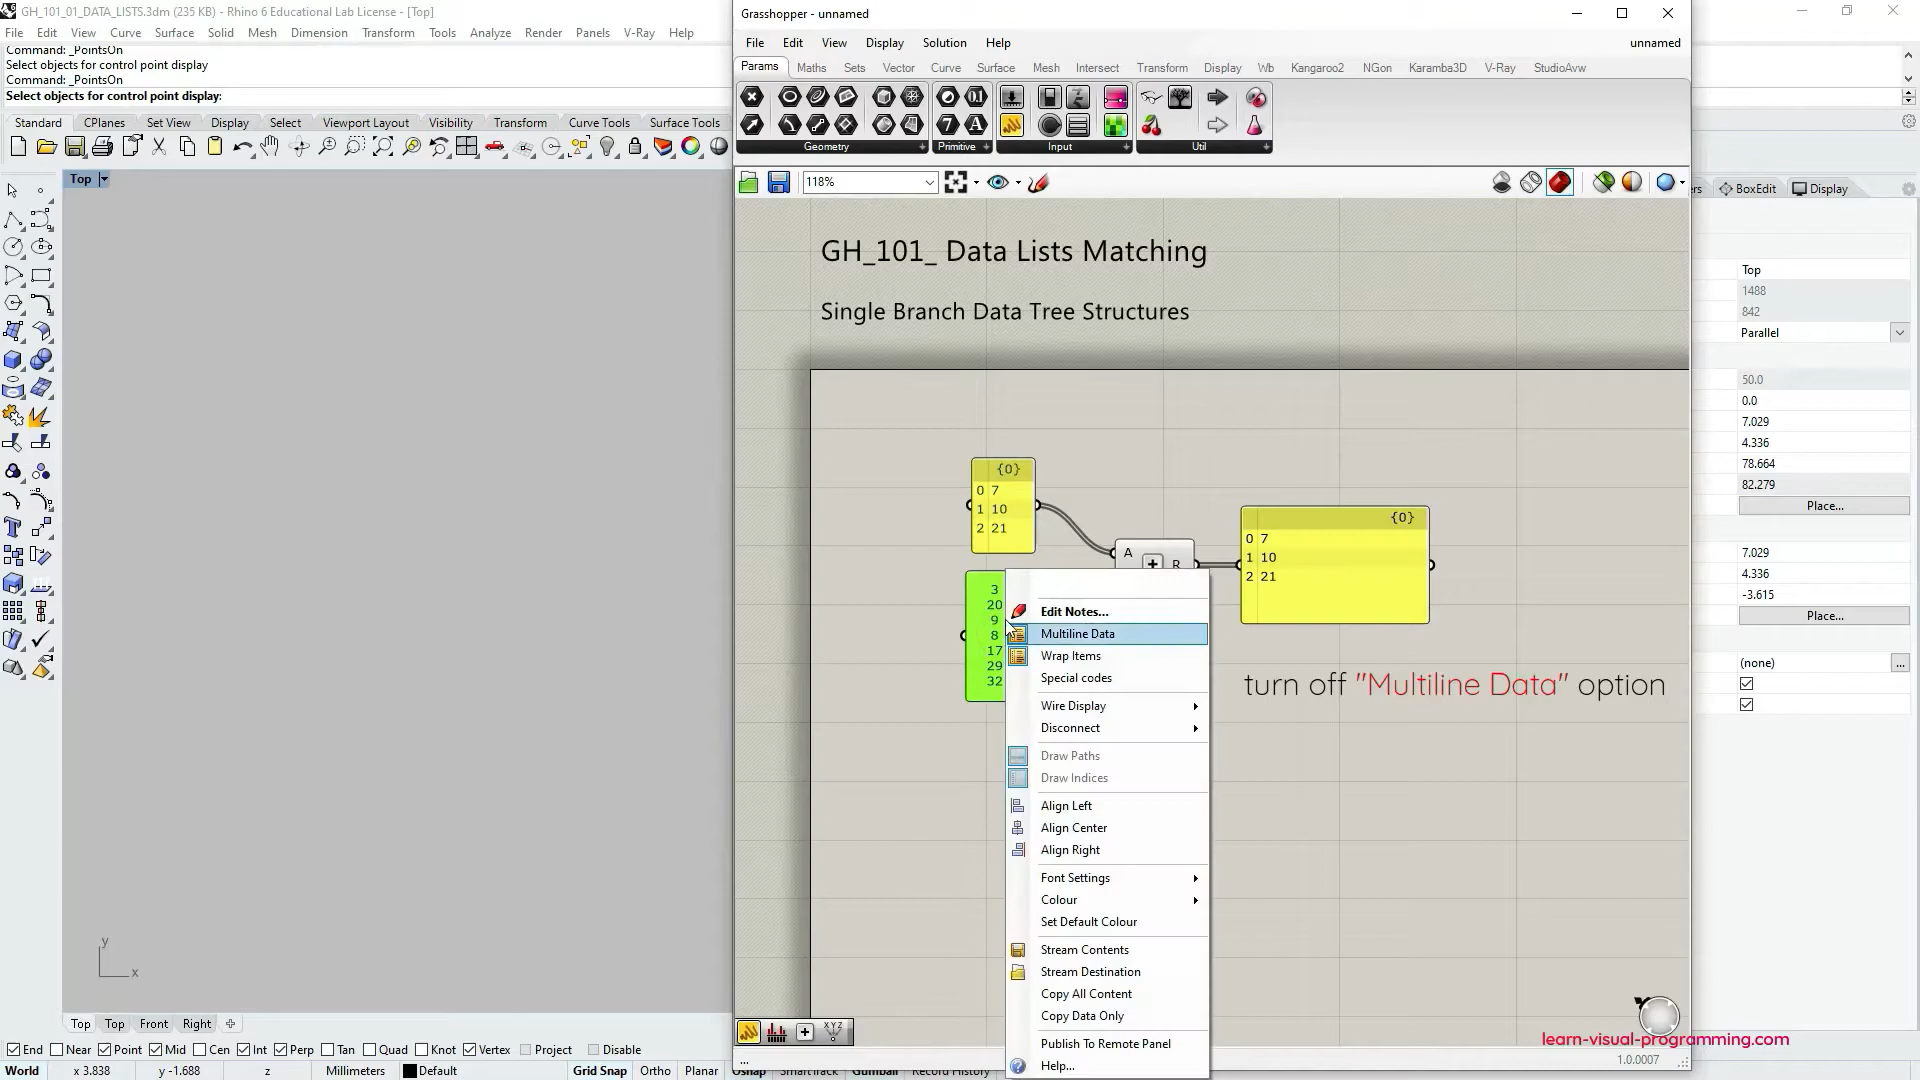 GH_101_01_DATA_LISTS.3dm (235 KB) - Rhino 6 Educational Lab License - [Top]
File Edit View Curve Surface Solid Mesh Dimension Transform Tools Analyze Render Panels V-Ray Help
Command: _PointsOn
Select objects for control point display
Command: _PointsOn
Select objects for control point display:
Standard CPlanes Set View Display Select Viewport Layout Visibility Transform Curve Tools Surface Tools
Top
Grasshopper - unnamed
File Edit View Display Solution Help unnamed
Params Maths Sets Vector Curve Surface Mesh Intersect Transform Display Wb Kangaroo2 NGon Karamba3D V-Ray StudioAvw
Geometry Primitive Input Util
118%
GH_101_ Data Lists Matching
Single Branch Data Tree Structures
{0}
0 7
1 10
2 21
A
R
{0}
0 7
1 10
2 21
3
20
9
8
17
29
32
Edit Notes...
Multiline Data
Wrap Items
Special codes
Wire Display
Disconnect
Draw Paths
Draw Indices
Align Left
Align Center
Align Right
Font Settings
Colour
Set Default Colour
Stream Contents
Stream Destination
Copy All Content
Copy Data Only
Publish To Remote Panel
Help...
turn off "Multiline Data" option
learn-visual-programming.com
1.0.0007
...
XYZ
BoxEdit Display
Top
1488
842
Parallel
50.0
0.0
7.029
4.336
78.664
82.279
Place...
7.029
4.336
-3.615
Place...
(none)
...
y
x
Top Top Front Right
End Near Point Mid Cen Int Perp Tan Quad Knot Vertex Project Disable
World x 3.838 y -1.688 z Millimeters Default Grid Snap Ortho Planar Osnap SmartTrack Gumball Record History